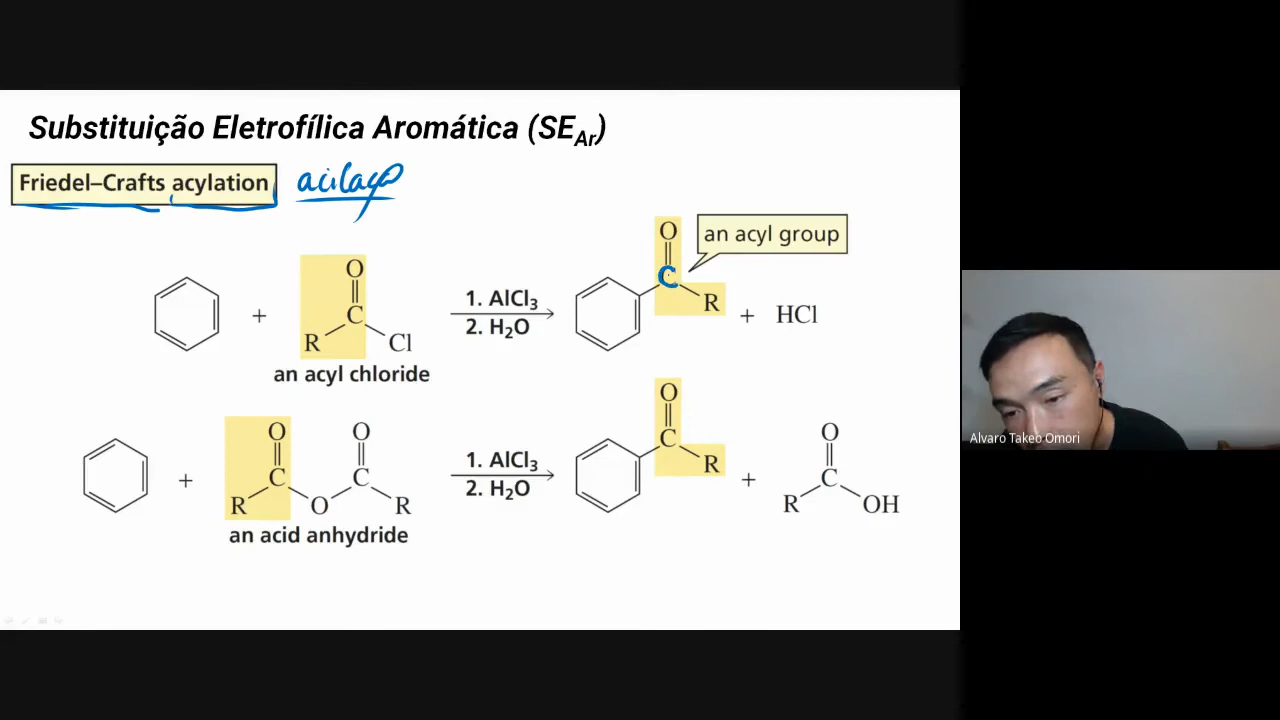 Substituição Eletrofílica Aromática (SEAr)
Friedel–Crafts acylation acilação
O
R C Cl
an acyl chloride
+
1. AlCl3
2. H2O
O
C R
an acyl group
+ HCl
+
O O
R C O C R
an acid anhydride
1. AlCl3
2. H2O
O
C R
+
O
R C OH
Alvaro Takeo Omori